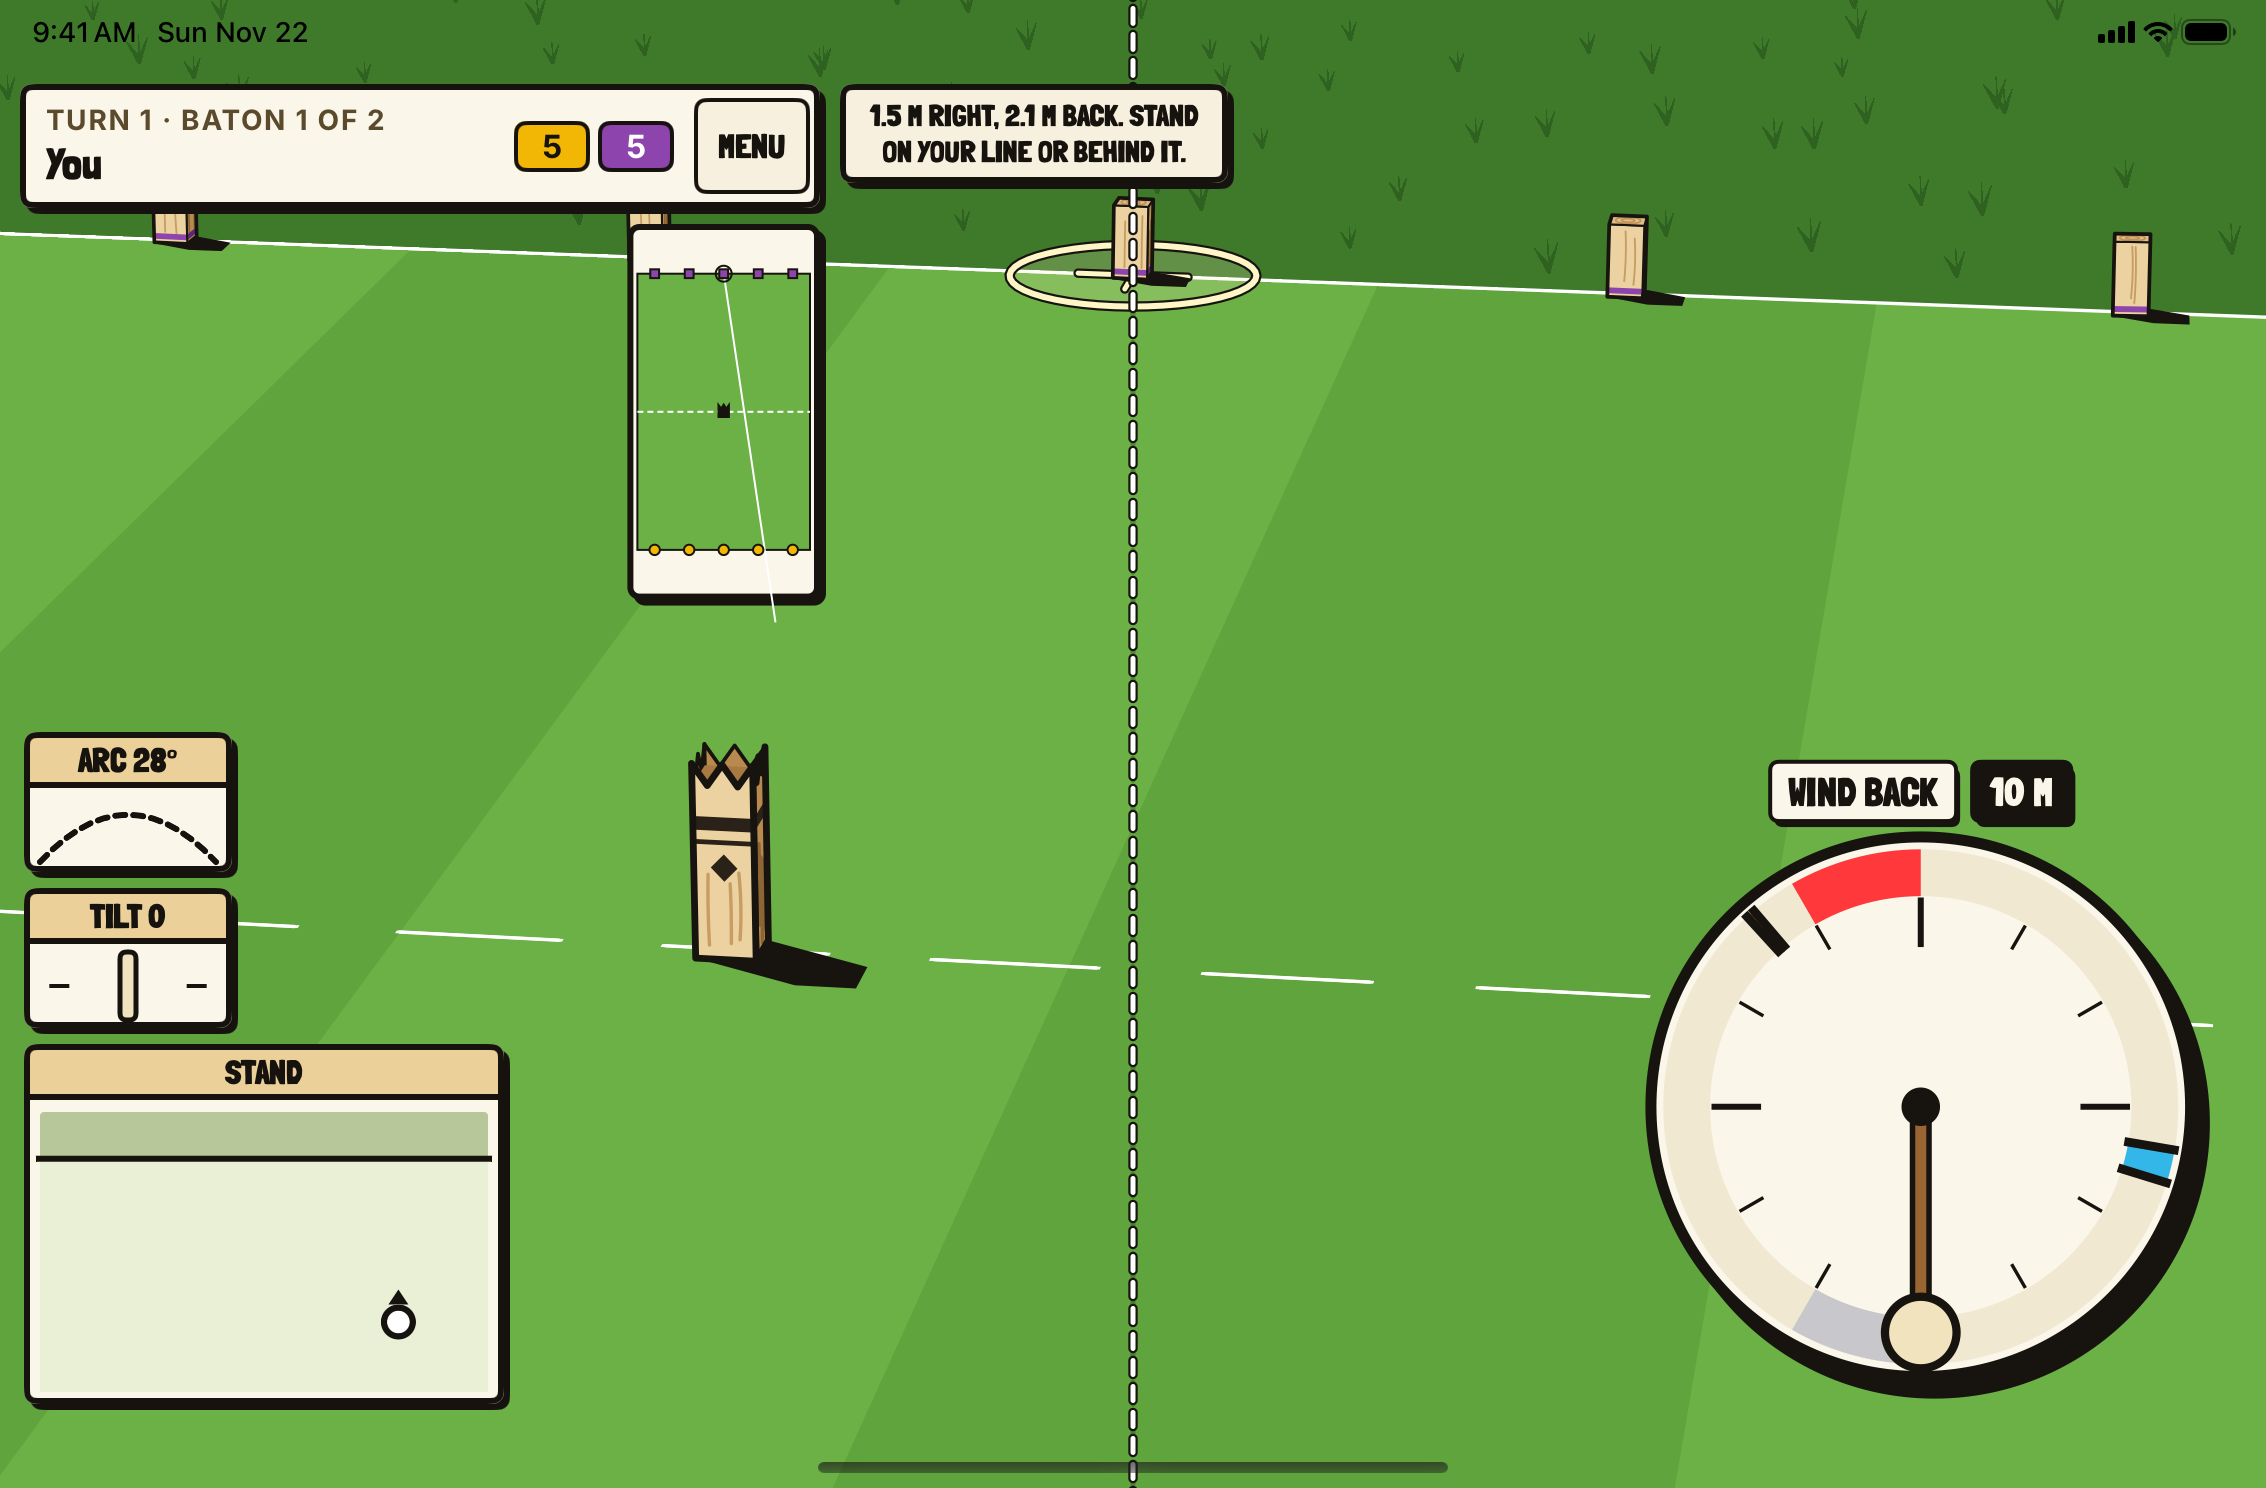 9:41 AM Sun Nov 22
TURN 1 · BATON 1 OF 2
You
5 5
MENU
1.5 M RIGHT, 2.1 M BACK. STAND
ON YOUR LINE OR BEHIND IT.
ARC 28°
TILT 0
STAND
WIND BACK 10 M